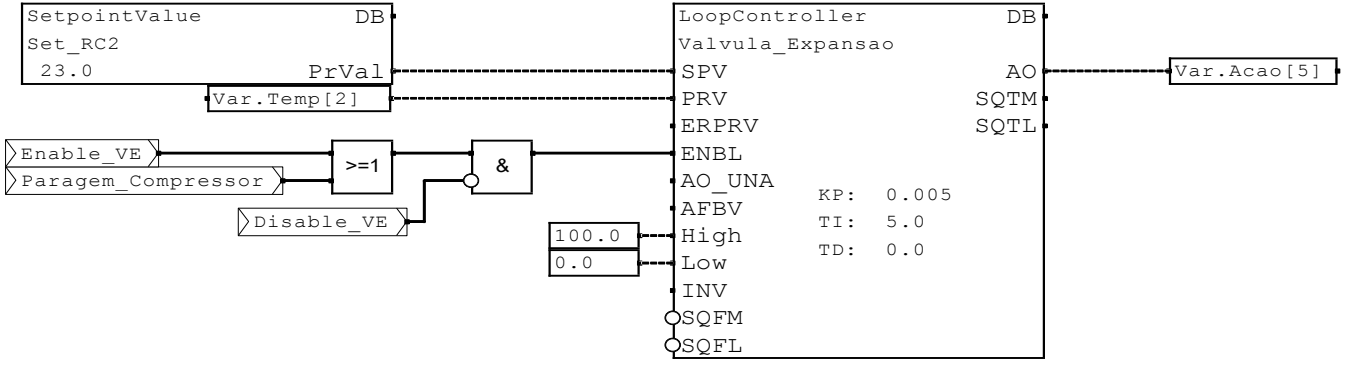 SetpointValue DB
Set_RC2
23.0 PrVal
Var.Temp[2]
Enable_VE
Paragem_Compressor
>=1
&
Disable_VE
100.0
0.0
LoopController DB
Valvula_Expansao
SPV AO
PRV SQTM
ERPRV SQTL
ENBL
AO_UNA
KP: 0.005
AFBV
TI: 5.0
High
TD: 0.0
Low
INV
SQFM
SQFL
Var.Acao[5]